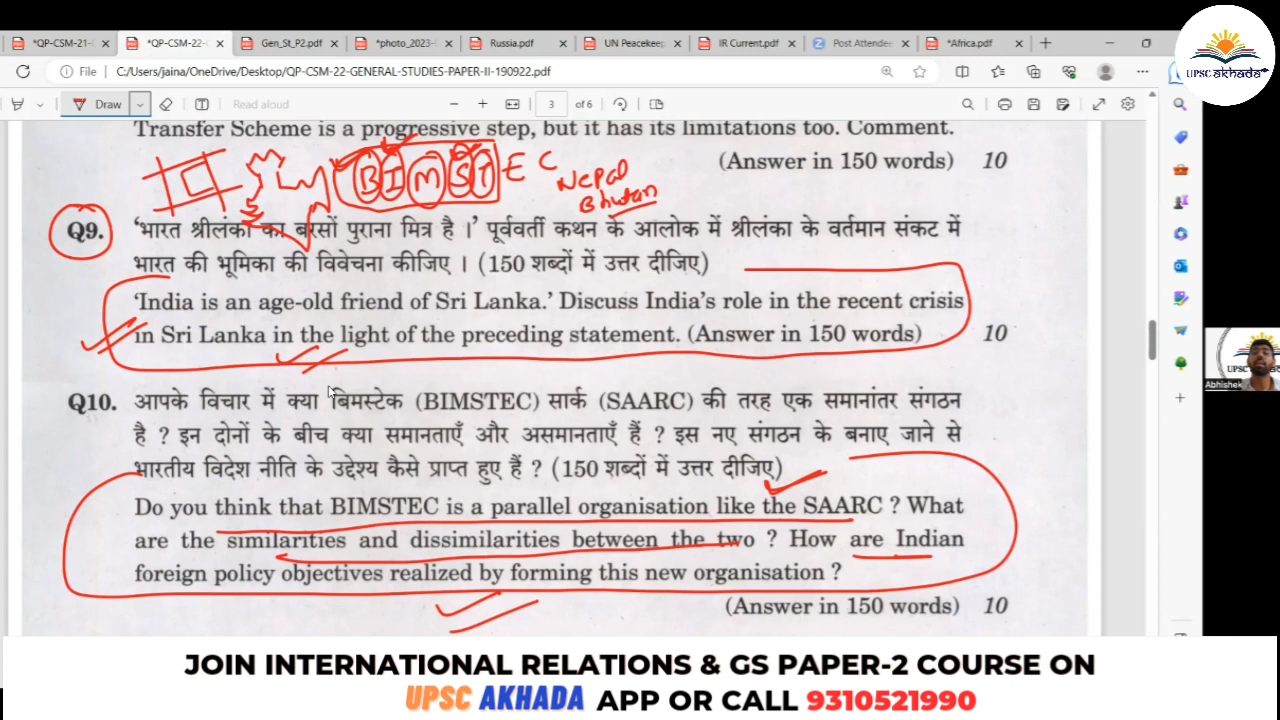 *QP-CSM-21-
*QP-CSM-22-
Gen_St_P2.pdf
*photo_2023-
Russia.pdf
UN Peacekeep
IR Current.pdf
Post Attendee
*Africa.pdf
UPSC akhada
File
C:/Users/jaina/OneDrive/Desktop/QP-CSM-22-GENERAL-STUDIES-PAPER-II-190922.pdf
Draw
Read aloud
3 of 6
Transfer Scheme is a progressive step, but it has its limitations too. Comment.
(Answer in 150 words) 10
BIMSTEC
Nepal
Bhutan
Q9. 'भारत श्रीलंका का बरसों पुराना मित्र है ।' पूर्ववर्ती कथन के आलोक में श्रीलंका के वर्तमान संकट में
भारत की भूमिका की विवेचना कीजिए । (150 शब्दों में उत्तर दीजिए)
'India is an age-old friend of Sri Lanka.' Discuss India's role in the recent crisis
in Sri Lanka in the light of the preceding statement. (Answer in 150 words) 10
Abhishek
Q10. आपके विचार में क्या बिमस्टेक (BIMSTEC) सार्क (SAARC) की तरह एक समानांतर संगठन
है ? इन दोनों के बीच क्या समानताएँ और असमानताएँ हैं ? इस नए संगठन के बनाए जाने से
भारतीय विदेश नीति के उद्देश्य कैसे प्राप्त हुए हैं ? (150 शब्दों में उत्तर दीजिए)
Do you think that BIMSTEC is a parallel organisation like the SAARC ? What
are the similarities and dissimilarities between the two ? How are Indian
foreign policy objectives realized by forming this new organisation ?
(Answer in 150 words) 10
JOIN INTERNATIONAL RELATIONS & GS PAPER-2 COURSE ON
UPSC AKHADA APP OR CALL 9310521990